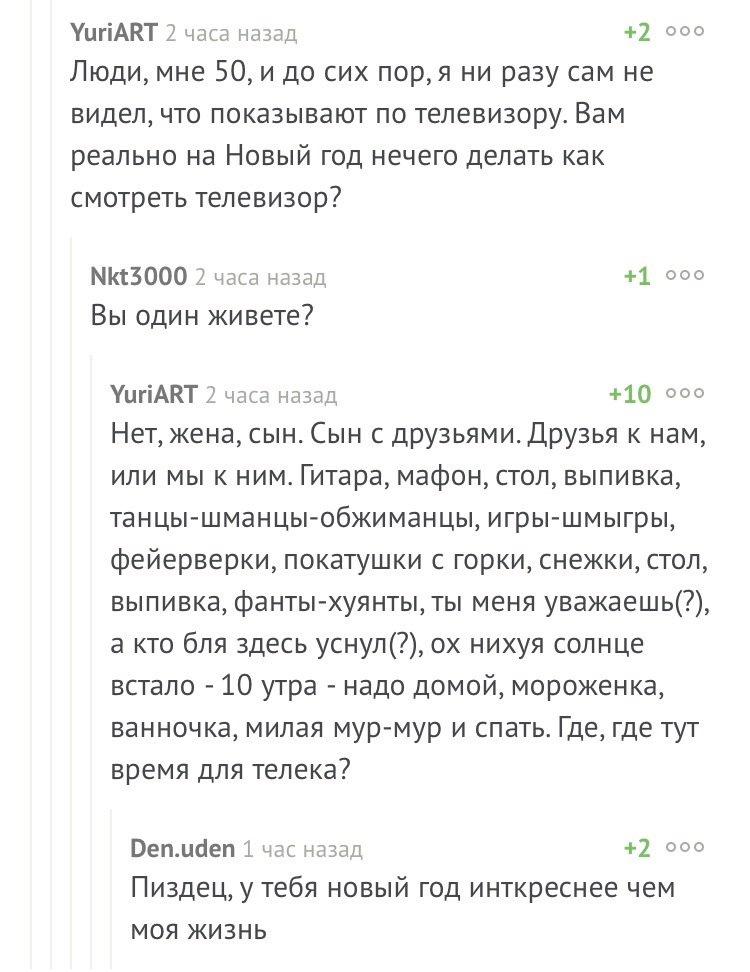 YuriART 2 часа назад +2
Люди, мне 50, и до сих пор, я ни разу сам не
видел, что показывают по телевизору. Вам
реально на Новый год нечего делать как
смотреть телевизор?
Nkt3000 2 часа назад +1
Вы один живете?
YuriART 2 часа назад +10
Нет, жена, сын. Сын с друзьями. Друзья к нам,
или мы к ним. Гитара, мафон, стол, выпивка,
танцы-шманцы-обжиманцы, игры-шмыгры,
фейерверки, покатушки с горки, снежки, стол,
выпивка, фанты-хуянты, ты меня уважаешь(?),
а кто бля здесь уснул(?), ох нихуя солнце
встало - 10 утра - надо домой, мороженка,
ванночка, милая мур-мур и спать. Где, где тут
время для телека?
Den.uden 1 час назад +2
Пиздец, у тебя новый год инткреснее чем
моя жизнь